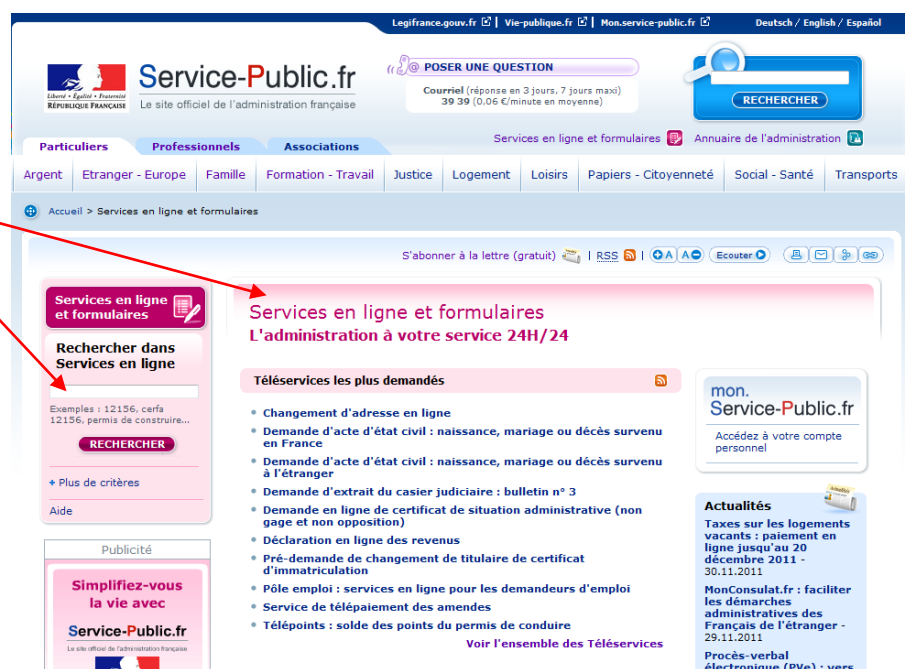 Legifrance.gouv.fr | Vie-publique.fr | Mon.service-public.fr Deutsch / English / Español
Liberté • Égalité • Fraternité
RÉPUBLIQUE FRANÇAISE
Service-Public.fr
Le site officiel de l'administration française
@ POSER UNE QUESTION
Courriel (réponse en 3 jours, 7 jours maxi)
39 39 (0,06 €/minute en moyenne)
RECHERCHER
Services en ligne et formulaires Annuaire de l'administration
Particuliers Professionnels Associations
Argent Etranger - Europe Famille Formation - Travail Justice Logement Loisirs Papiers - Citoyenneté Social - Santé Transports
Accueil > Services en ligne et formulaires
S'abonner à la lettre (gratuit) | RSS | A A Ecouter
Services en ligne
et formulaires
Rechercher dans
Services en ligne
Exemples : 12156, cerfa
12156, permis de construire...
RECHERCHER
+ Plus de critères
Aide
Publicité
Simplifiez-vous
la vie avec
Service-Public.fr
Le site officiel de l'administration française
Services en ligne et formulaires
L'administration à votre service 24H/24
Téléservices les plus demandés
• Changement d'adresse en ligne
• Demande d'acte d'état civil : naissance, mariage ou décès survenu
en France
• Demande d'acte d'état civil : naissance, mariage ou décès survenu
à l'étranger
• Demande d'extrait du casier judiciaire : bulletin n° 3
• Demande en ligne de certificat de situation administrative (non
gage et non opposition)
• Déclaration en ligne des revenus
• Pré-demande de changement de titulaire de certificat
d'immatriculation
• Pôle emploi : services en ligne pour les demandeurs d'emploi
• Service de télépaiement des amendes
• Télépoints : solde des points du permis de conduire
Voir l'ensemble des Téléservices
mon.
Service-Public.fr
Accédez à votre compte
personnel
Actualités
Taxes sur les logements
vacants : paiement en
ligne jusqu'au 20
décembre 2011 -
30.11.2011
MonConsulat.fr : faciliter
les démarches
administratives des
Français de l'étranger -
29.11.2011
Procès-verbal
électronique (PVe) : vers